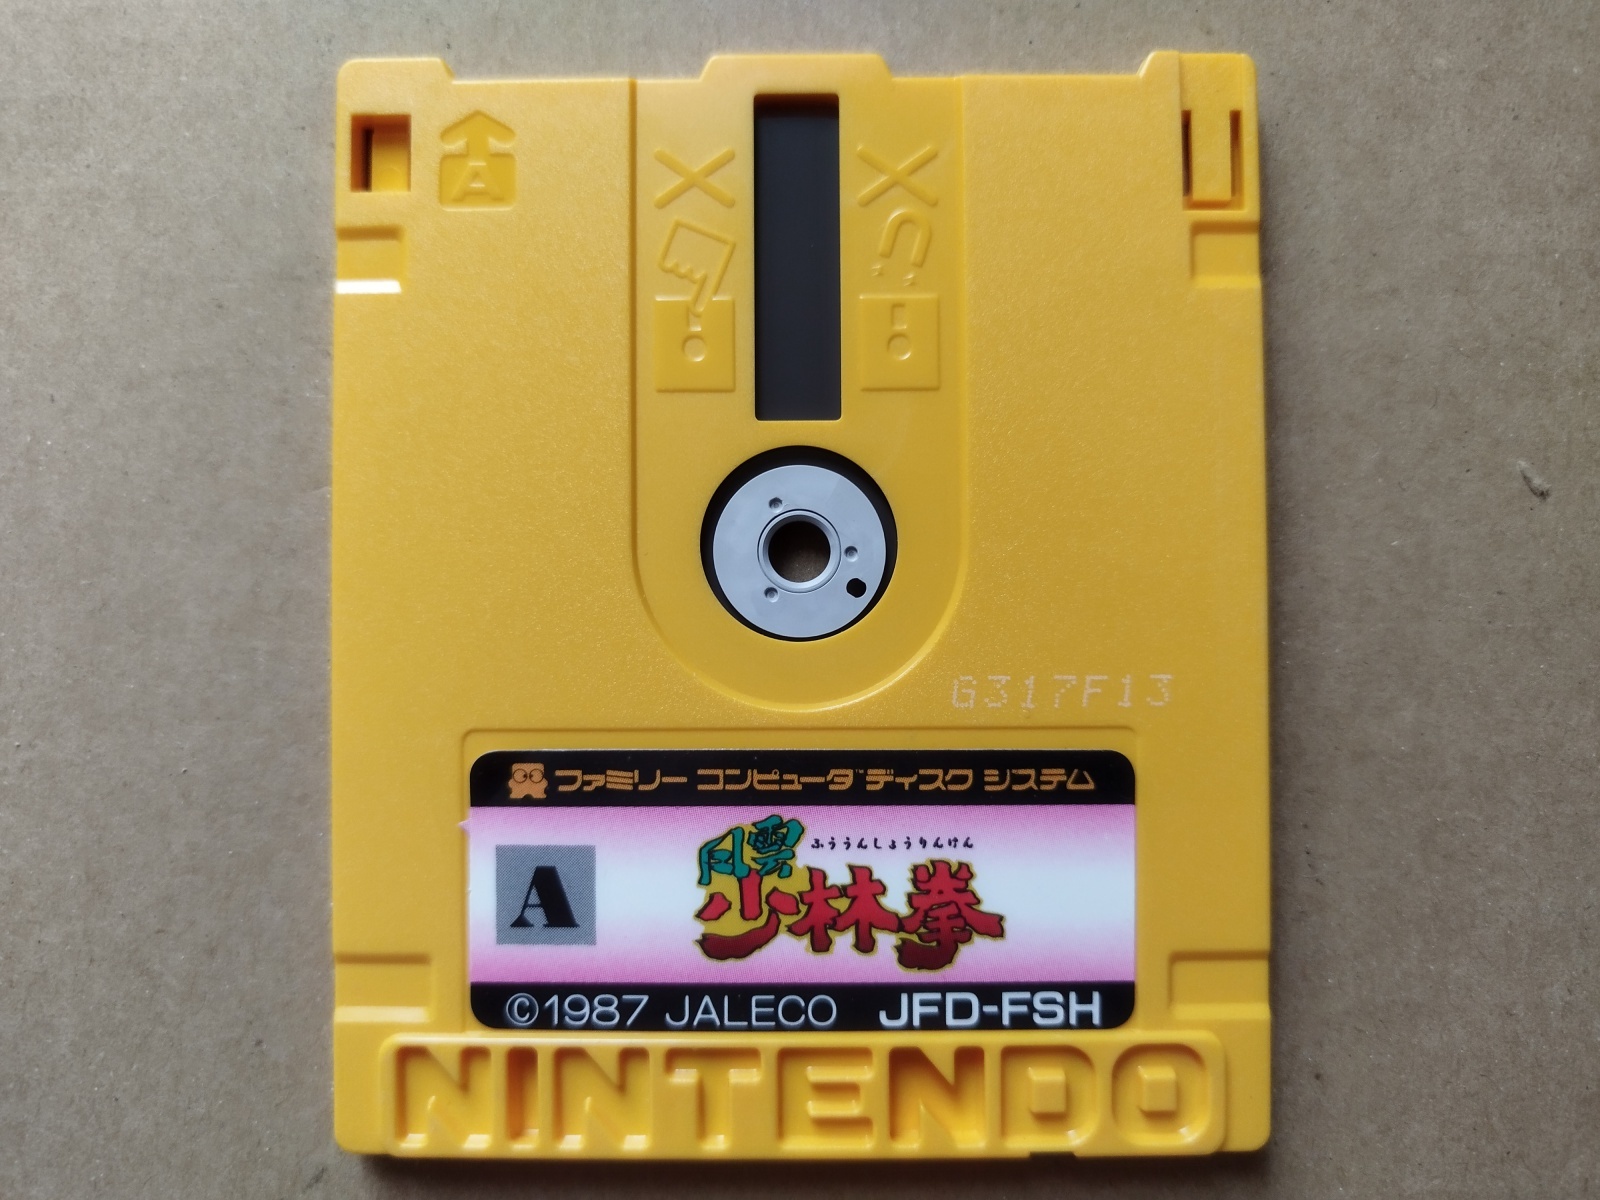 A
G317F13
ファミリー コンピュータ™ディスク システム
ふううんしょうりんけん
風雲
少林拳
A
©1987 JALECO JFD-FSH
NINTENDO